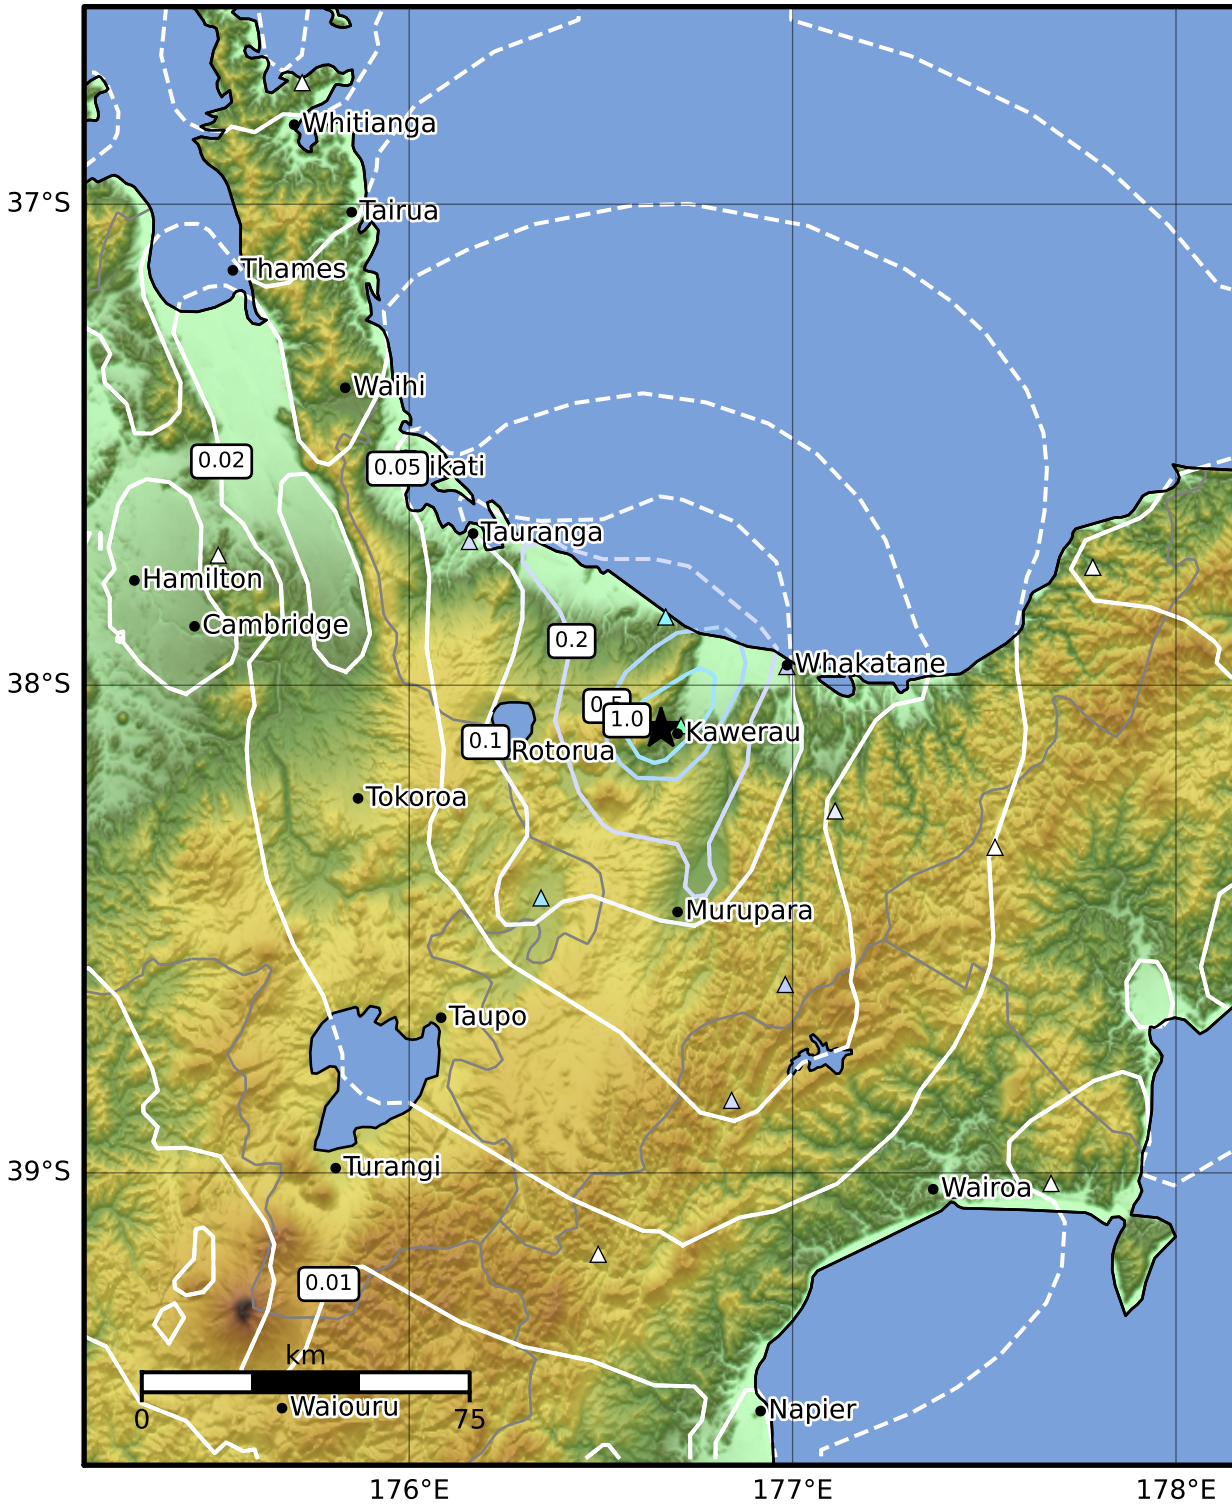 Whitianga
37°S
Tairua
Thames
Waihi
0.02
0.05
ikati
Tauranga
Hamilton
Cambridge
0.2
Whakatane
38°S
1.0
Kawerau
0.1
Rotorua
Tokoroa
Murupara
Taupo
Turangi
39°S
Wairoa
0.01
km
0
75
Waiouru
Napier
176°E
177°E
178°E